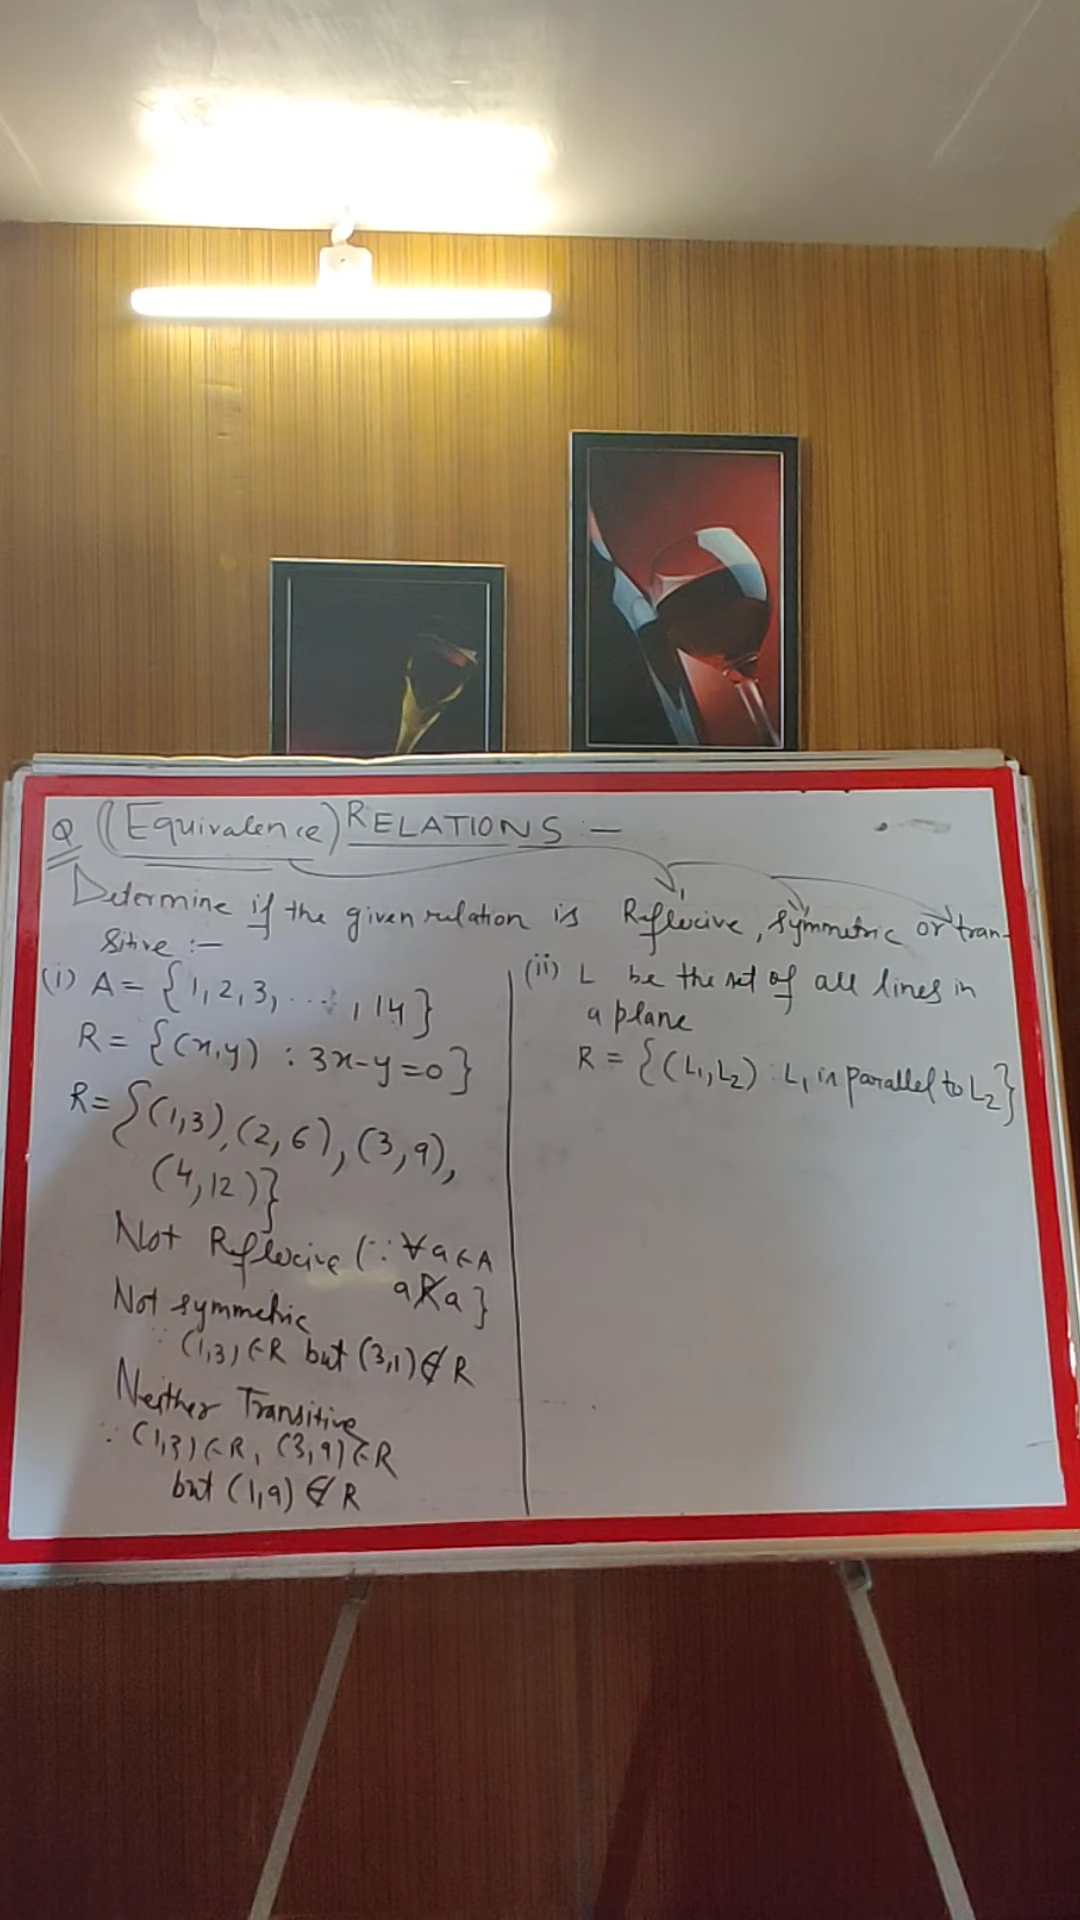 Q (Equivalence) RELATIONS :-
Determine if the given relation is Reflexive, symmetric or tran-
sitive :-
(i) A = {1, 2, 3, ...., 14}
R = {(x,y) : 3x-y=0}
R = {(1,3), (2,6), (3,9),
(4,12)}
Not Reflexive (∵ ∀ a ∈ A
a R̸ a }
Not symmetric
∵ (1,3) ∈ R but (3,1) ∉ R
Neither Transitive
∵ (1,3) ∈ R, (3,9) ∈ R
but (1,9) ∉ R
(ii) L be the set of all lines in
a plane
R = {(L₁, L₂) : L₁ is parallel to L₂}